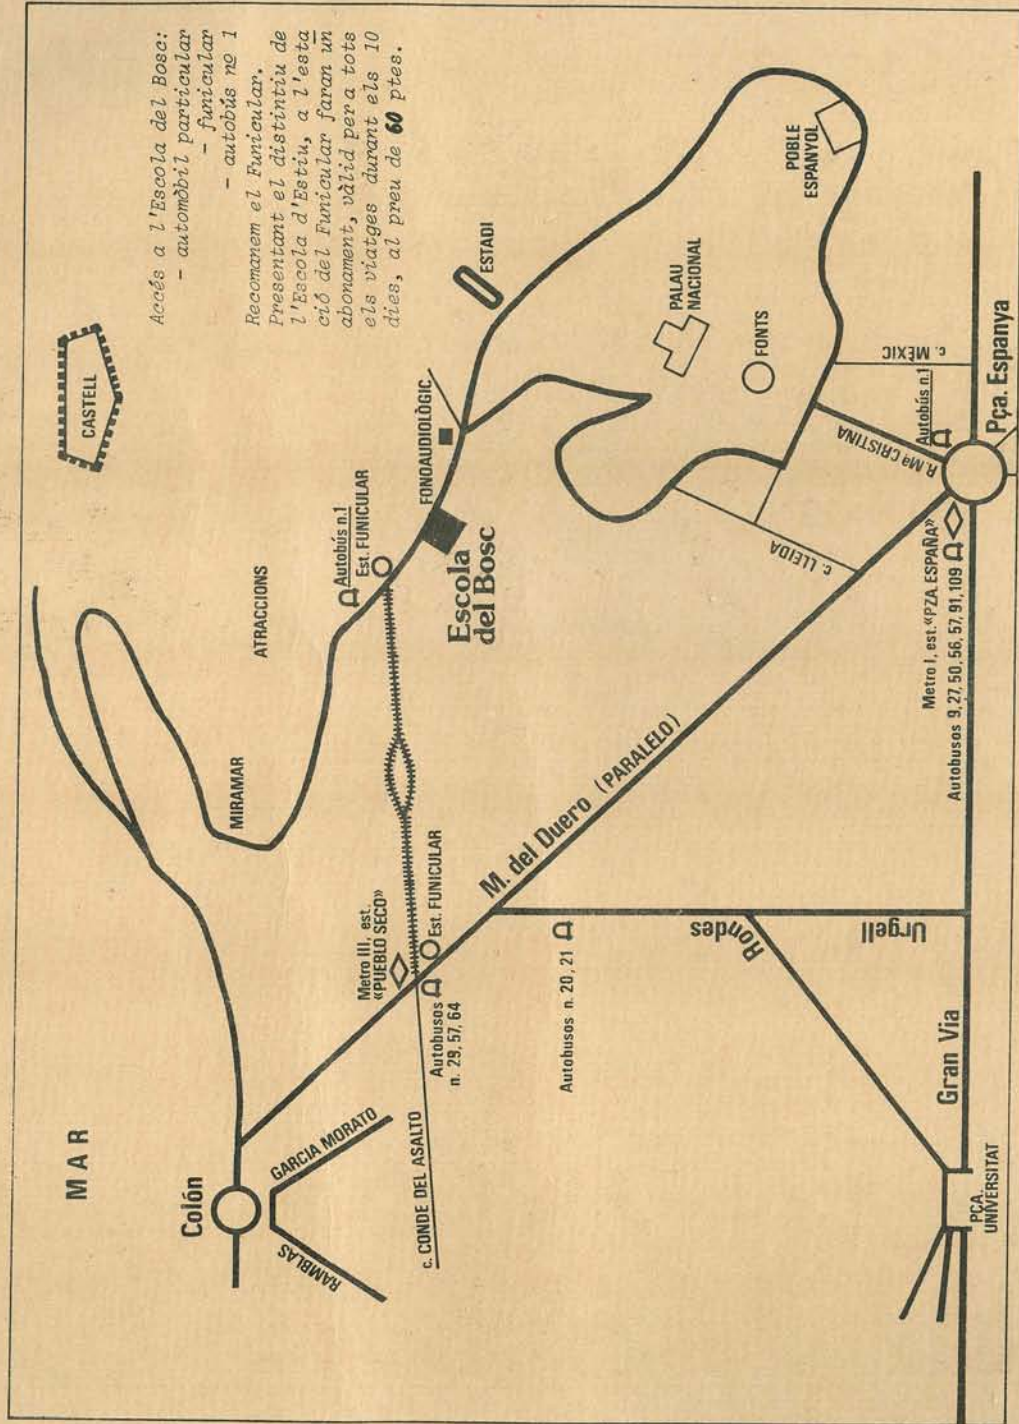 Accés a l'Escola del Bosc:
- automòbil particular
- funicular
- autobús nº 1
Recomanem el Funicular.
Presentant el distintiu de
l'Escola d'Estiu, a l'esta
ció del Funicular faran un
abonament, vàlid per a tots
els viatges durant els 10
dies, al preu de 60 ptes.
MAR
CASTELL
Colón
RAMBLAS
GARCIA MORATO
MIRAMAR
ATRACCIONS
Autobús n.1
Est. FUNICULAR
FONOAUDIOLÒGIC
ESTADI
Escola
del Bosc
Metro III, est.
«PUEBLO SECO»
Est. FUNICULAR
Autobusos
n. 29, 57, 64
c. CONDE DEL ASALTO
M. del Duero (PARALELO)
PALAU
NACIONAL
FONTS
POBLE
ESPANYOL
c. LLEIDA
R. Mª CRISTINA
c. MÈXIC
Autobús n.1
Pça. Espanya
Metro I, est. «PZA. ESPAÑA»
Autobusos 9, 27, 50, 56, 57, 91, 109
Autobusos n. 20, 21
Rondes
Urgell
Gran Via
PÇA.
UNIVERSITAT